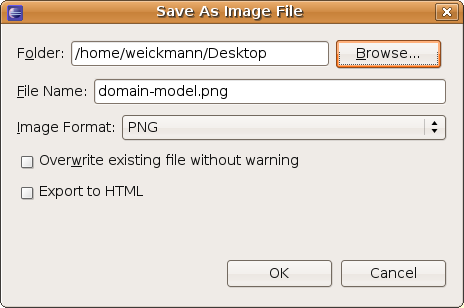 Save As Image File
Folder: /home/weickmann/Desktop Browse...
File Name: domain-model.png
Image Format: PNG
Overwrite existing file without warning
Export to HTML
OK Cancel